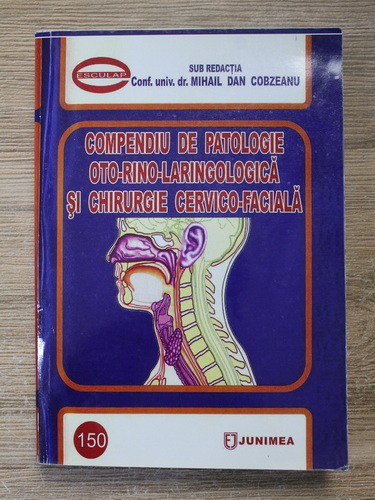 ESCULAP
SUB REDACȚIA
Conf. univ. dr. MIHAIL DAN COBZEANU
COMPENDIU DE PATOLOGIE
OTO-RINO-LARINGOLOGICĂ
ȘI CHIRURGIE CERVICO-FACIALĂ
150
JUNIMEA